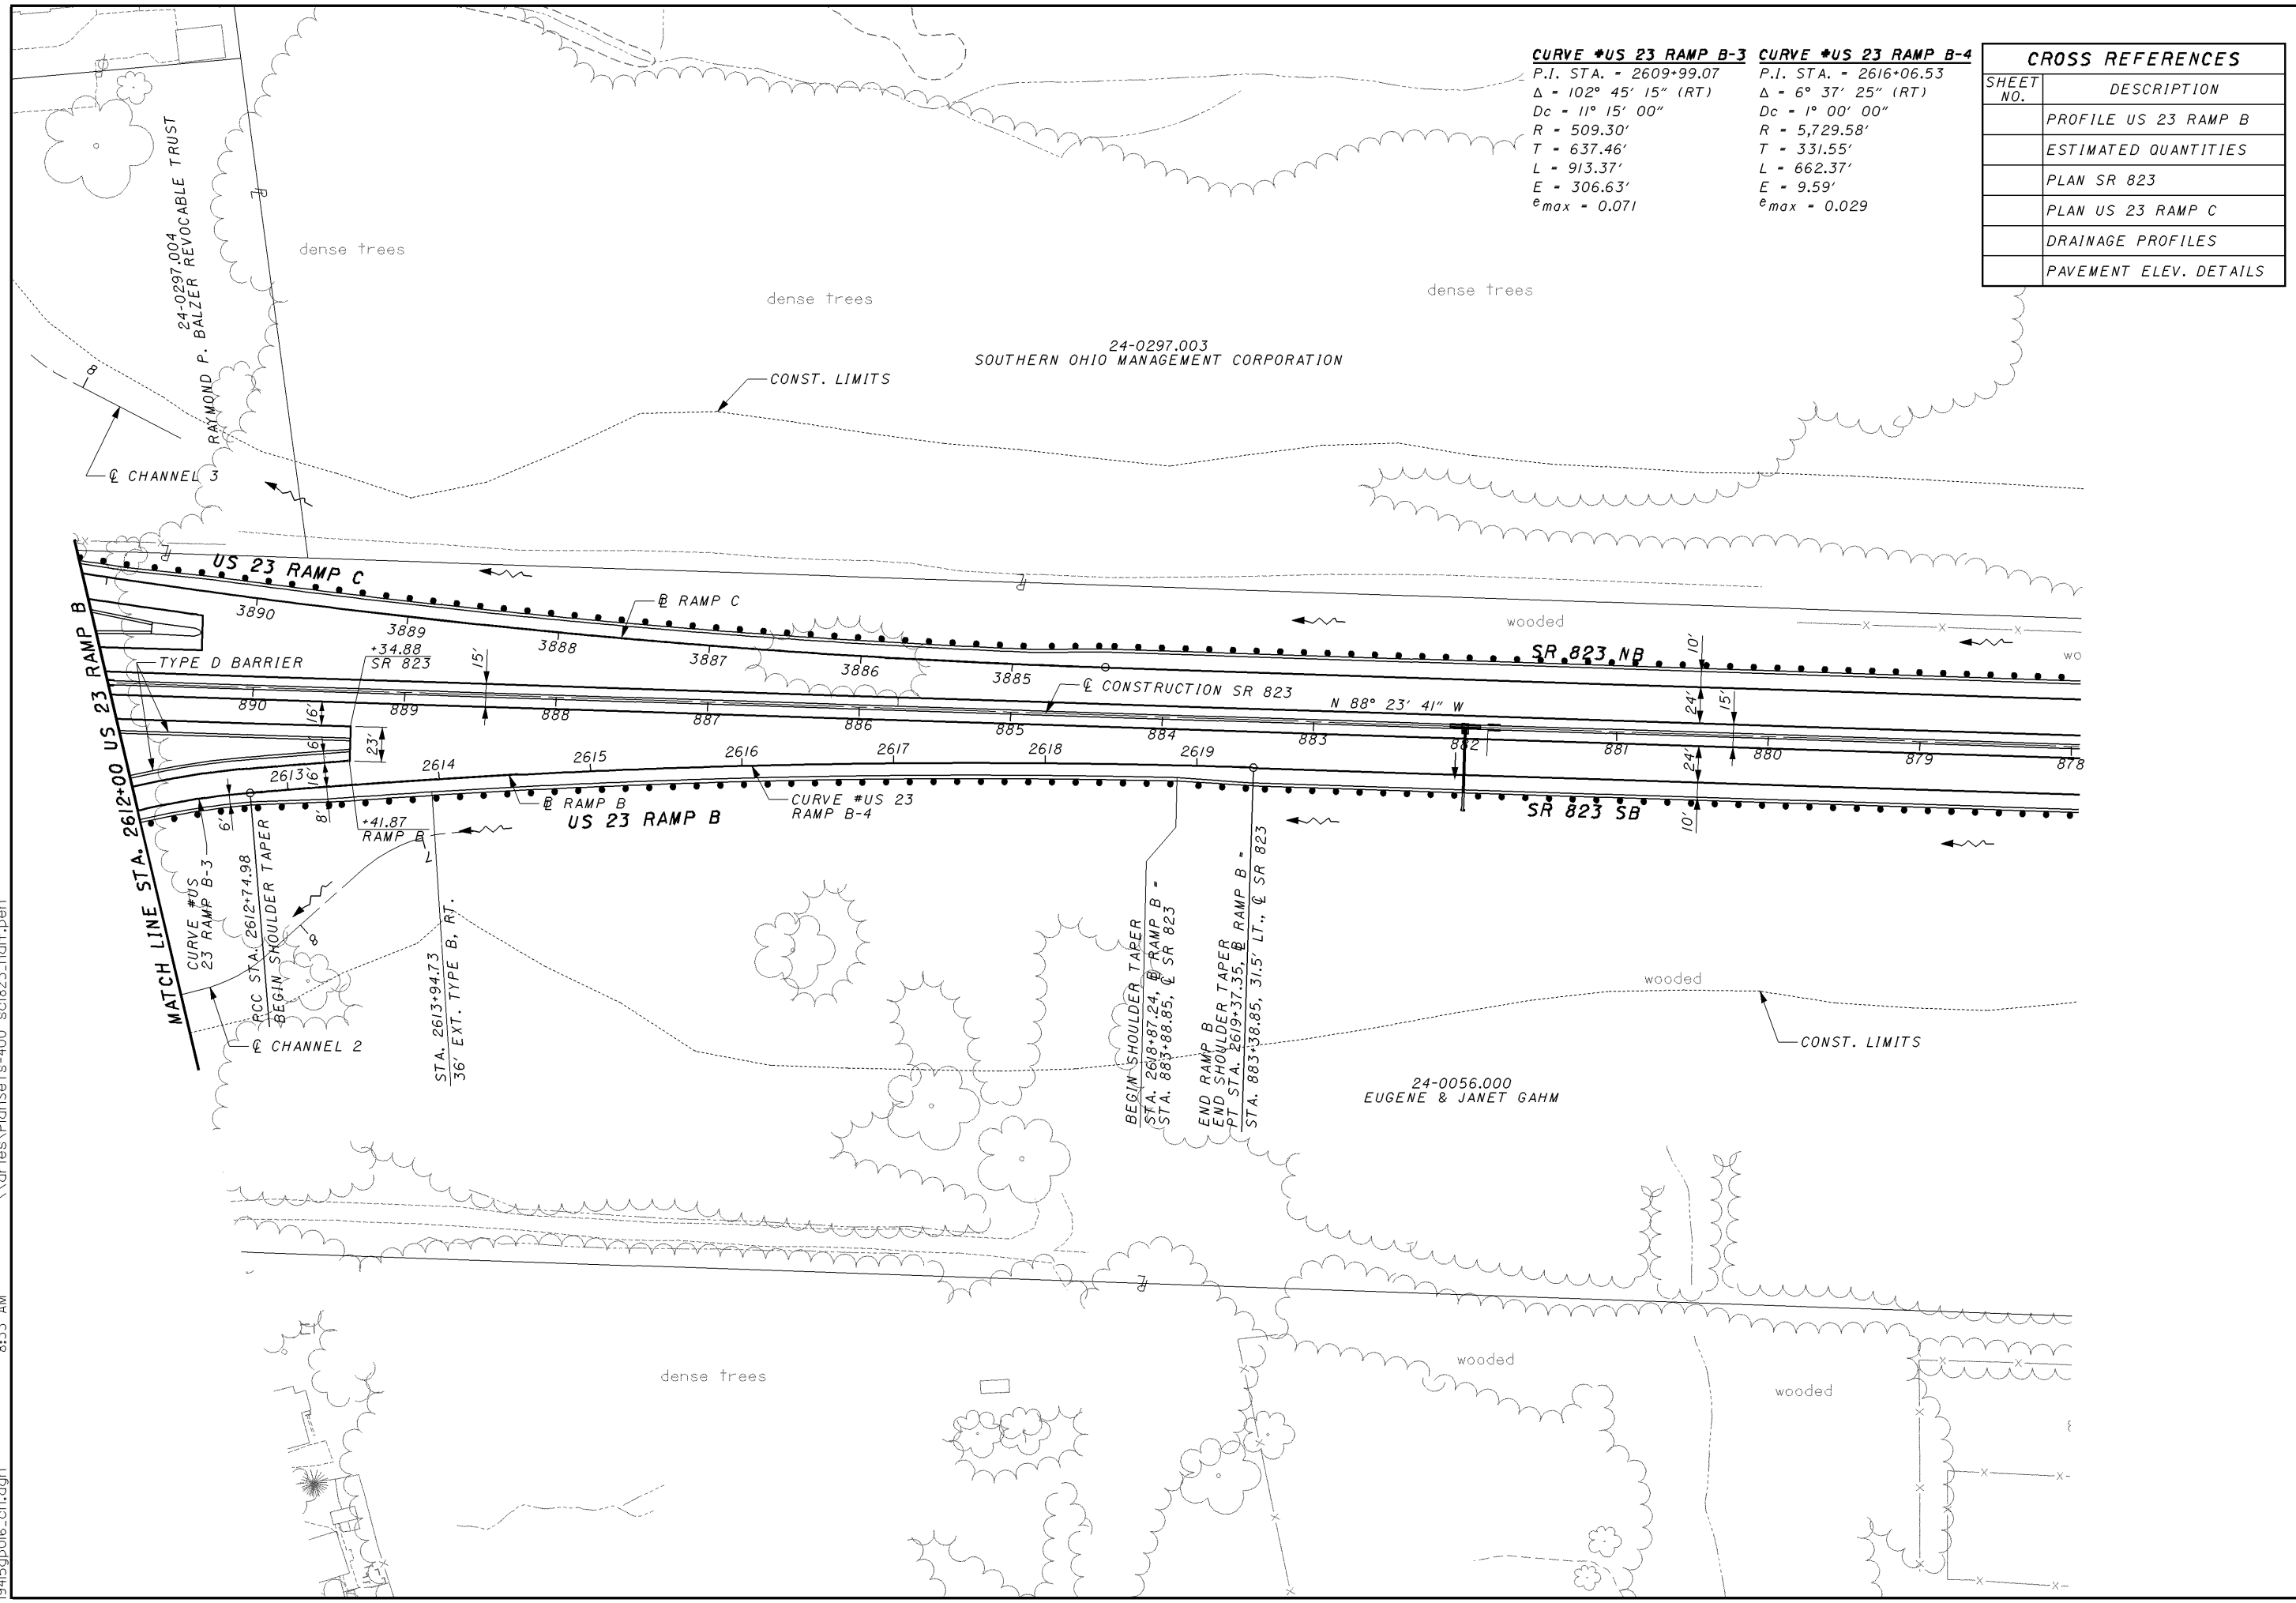 CURVE #US 23 RAMP B-3
P.I. STA. = 2609+99.07
Δ = 102° 45' 15" (RT)
Dc = 11° 15' 00"
R = 509.30'
T = 637.46'
L = 913.37'
E = 306.63'
emax = 0.071
CURVE #US 23 RAMP B-4
P.I. STA. = 2616+06.53
Δ = 6° 37' 25" (RT)
Dc = 1° 00' 00"
R = 5,729.58'
T = 331.55'
L = 662.37'
E = 9.59'
emax = 0.029
CROSS REFERENCES
SHEET NO.
DESCRIPTION
PROFILE US 23 RAMP B
ESTIMATED QUANTITIES
PLAN SR 823
PLAN US 23 RAMP C
DRAINAGE PROFILES
PAVEMENT ELEV. DETAILS
24-0297.004
RAYMOND P. BALZER REVOCABLE TRUST
dense trees
dense trees
dense trees
24-0297.003
SOUTHERN OHIO MANAGEMENT CORPORATION
CONST. LIMITS
8
℄ CHANNEL 3
US 23 RAMP C
3890
3889
3888
3887
3886
3885
℄ RAMP C
wooded
SR 823 NB
10'
wo
TYPE D BARRIER
+34.88
SR 823
15'
℄ CONSTRUCTION SR 823
N 88° 23' 41" W
24'
15'
890
889
888
887
886
885
884
883
882
881
880
879
878
16'
6'
23'
16'
24'
2613
2614
2615
2616
2617
2618
2619
6'
8'
+41.87
RAMP B
℄ RAMP B
US 23 RAMP B
CURVE #US 23
RAMP B-4
SR 823 SB
10'
MATCH LINE STA. 2612+00 US 23 RAMP B
CURVE #US
23 RAMP B-3
PCC STA. 2612+74.98
BEGIN SHOULDER TAPER
7
8
℄ CHANNEL 2
STA. 2613+94.73
36' EXT. TYPE B, RT.
BEGIN SHOULDER TAPER
STA. 2618+87.24, ℄ RAMP B =
STA. 883+88.85, ℄ SR 823
END RAMP B
END SHOULDER TAPER
PT STA. 2619+37.35, ℄ RAMP B =
STA. 883+38.85, 31.5' LT., ℄ SR 823
wooded
CONST. LIMITS
24-0056.000
EUGENE & JANET GAHM
dense trees
wooded
wooded
8:53 AM